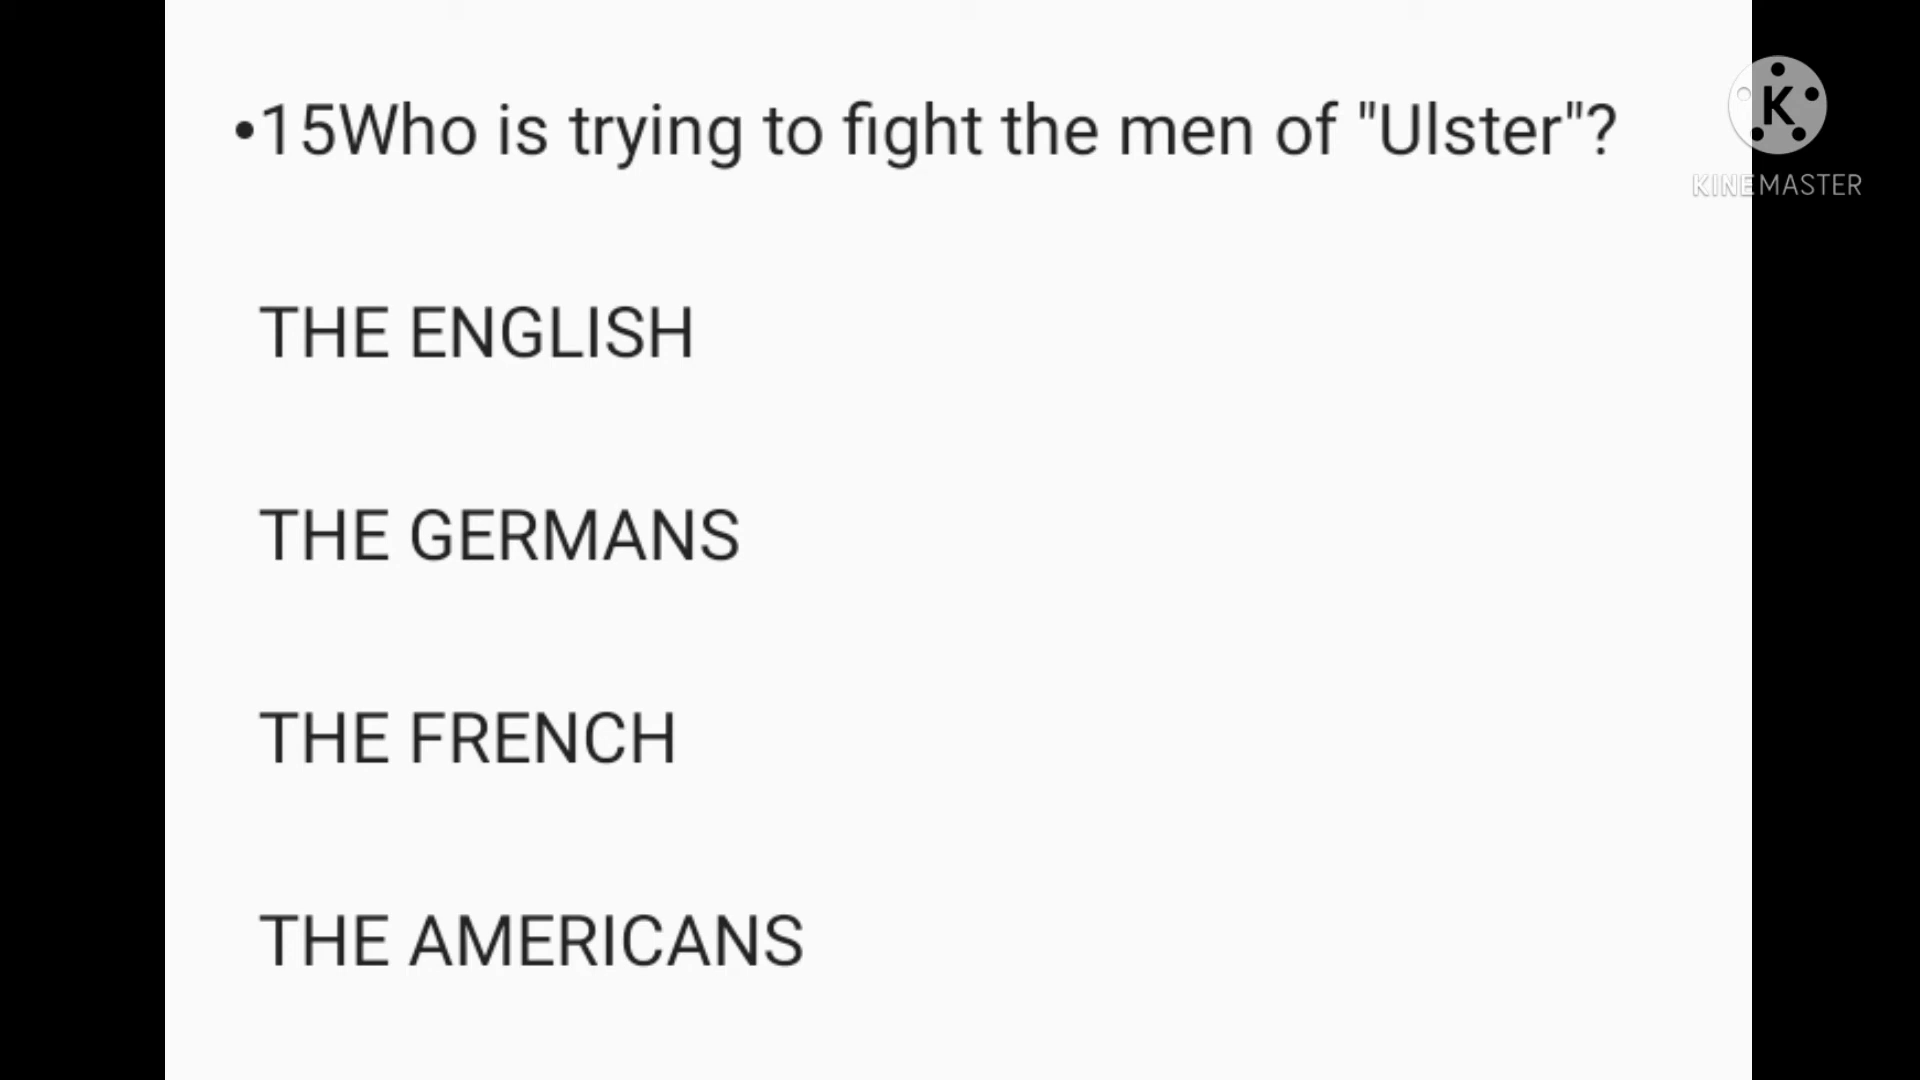 •15Who is trying to fight the men of "Ulster"?
K
KINEMASTER
THE ENGLISH
THE GERMANS
THE FRENCH
THE AMERICANS